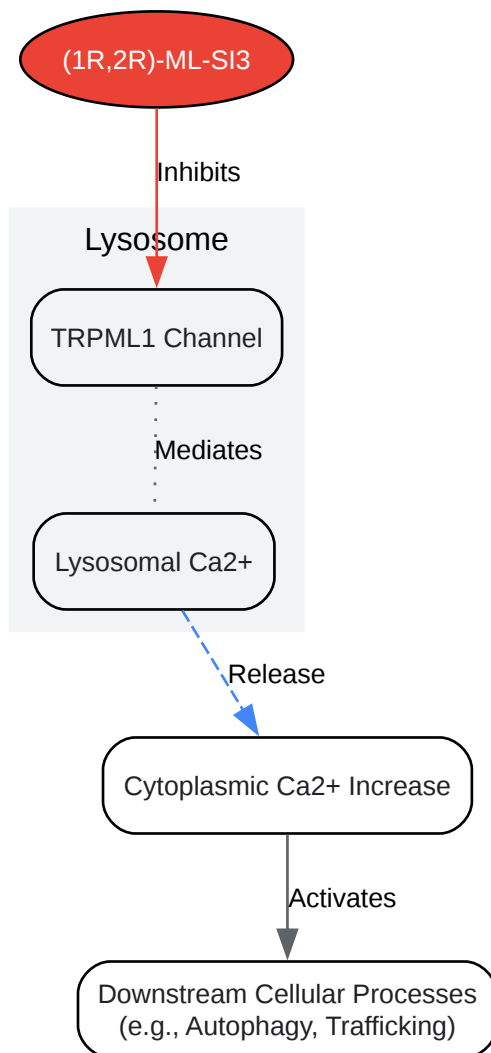 (1R,2R)-ML-SI3
Inhibits
Lysosome
TRPML1 Channel
Mediates
Lysosomal Ca2+
Release
Cytoplasmic Ca2+ Increase
Activates
Downstream Cellular Processes
(e.g., Autophagy, Trafficking)